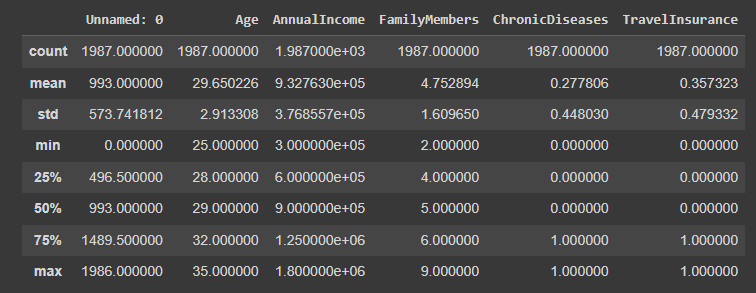 Unnamed: 0 Age AnnualIncome FamilyMembers ChronicDiseases TravelInsurance
count 1987.000000 1987.000000 1.987000e+03 1987.000000 1987.000000 1987.000000
mean 993.000000 29.650226 9.327630e+05 4.752894 0.277806 0.357323
std 573.741812 2.913308 3.768557e+05 1.609650 0.448030 0.479332
min 0.000000 25.000000 3.000000e+05 2.000000 0.000000 0.000000
25% 496.500000 28.000000 6.000000e+05 4.000000 0.000000 0.000000
50% 993.000000 29.000000 9.000000e+05 5.000000 0.000000 0.000000
75% 1489.500000 32.000000 1.250000e+06 6.000000 1.000000 1.000000
max 1986.000000 35.000000 1.800000e+06 9.000000 1.000000 1.000000